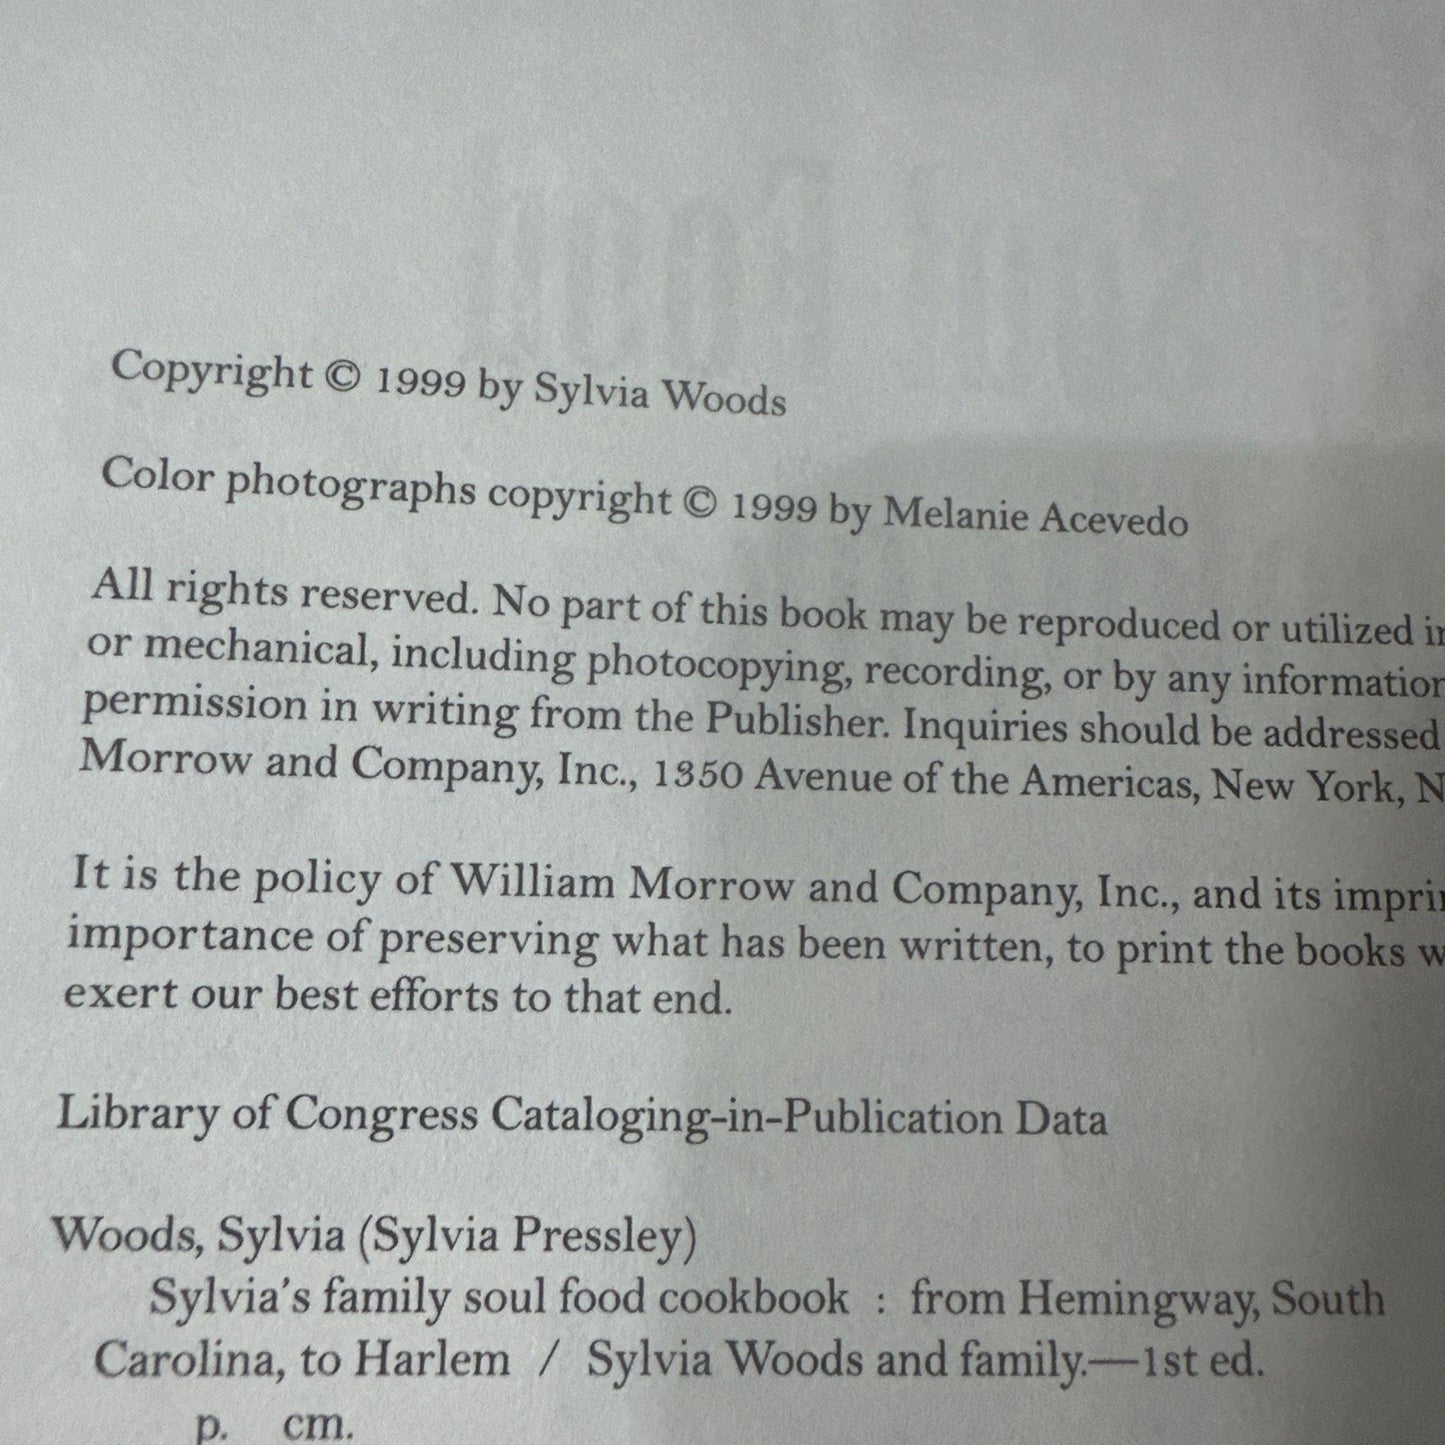 Copyright © 1999 by Sylvia Woods
Color photographs copyright © 1999 by Melanie Acevedo
All rights reserved. No part of this book may be reproduced or utilized
or mechanical, including photocopying, recording, or by any
permission in writing from the Publisher. Inquiries should be addressed
Morrow and Company, Inc., 1350 Avenue of the Americas, New York,
It is the policy of William Morrow and Company, Inc., and its
importance of preserving what has been written, to print the books
exert our best efforts to that end.
Library of Congress Cataloging-in-Publication Data
Woods, Sylvia (Sylvia Pressley)
Sylvia's family soul food cookbook : from Hemingway, South
Carolina, to Harlem / Sylvia Woods and family.—1st ed.
p. cm.